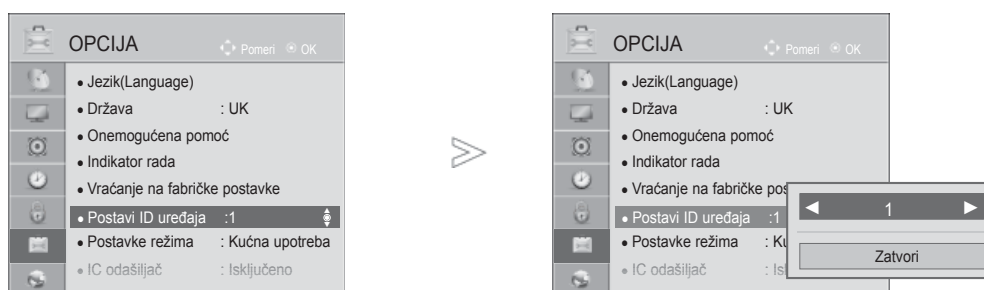 OPCIJA
Pomeri OK
• Jezik(Language)
• Država : UK
• Onemogućena pomoć
• Indikator rada
• Vraćanje na fabričke postavke
• Postavi ID uređaja :1
• Postavke režima : Kućna upotreba
• IC odašiljač : Isključeno
OPCIJA
Pomeri OK
• Jezik(Language)
• Država : UK
• Onemogućena pomoć
• Indikator rada
• Vraćanje na fabričke pos
• Postavi ID uređaja :1
• Postavke režima : Ku
• IC odašiljač : Isl
◄ 1 ►
Zatvori